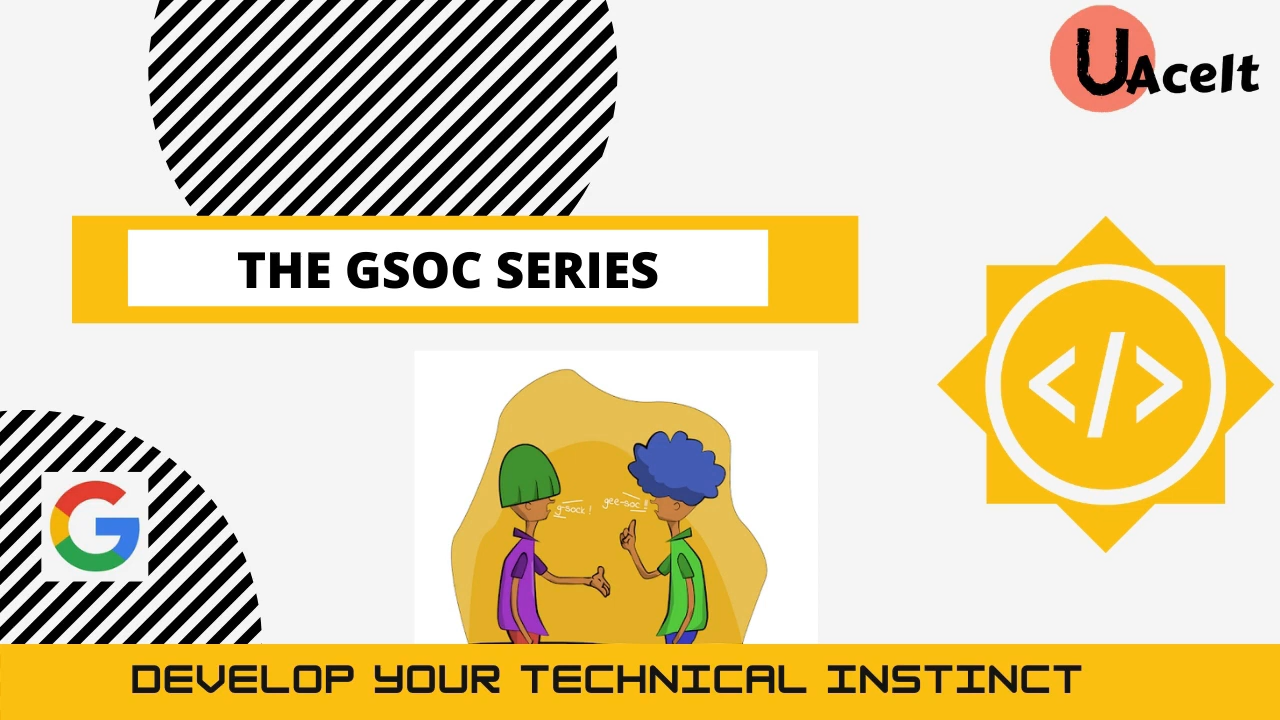 UAceIt
THE GSOC SERIES
g-sock !
gee-soc !!
</>
DEVELOP YOUR TECHNICAL INSTINCT